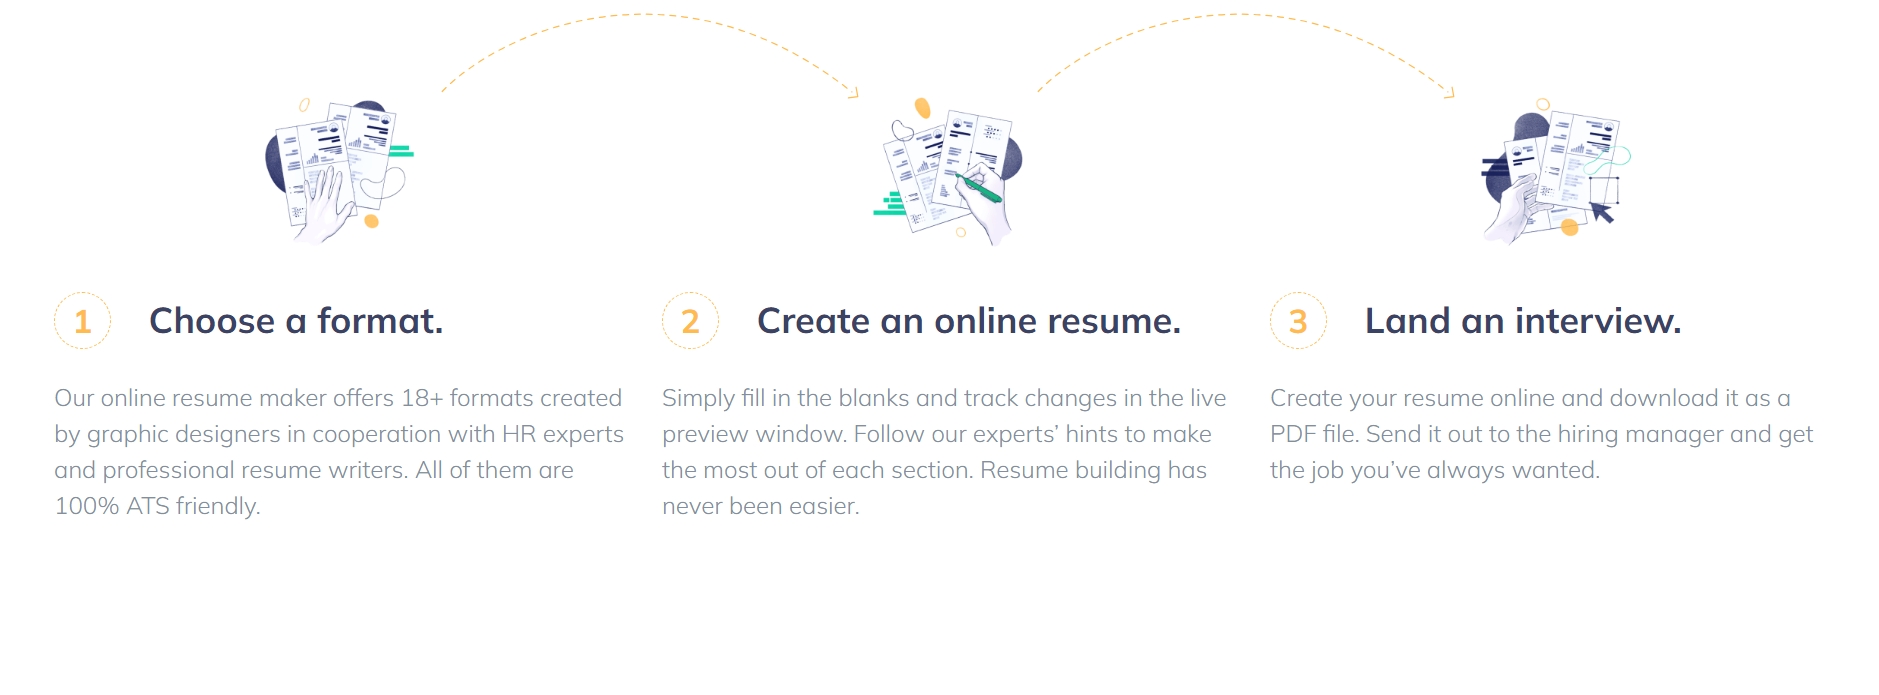 1 Choose a format.
Our online resume maker offers 18+ formats created
by graphic designers in cooperation with HR experts
and professional resume writers. All of them are
100% ATS friendly.
2 Create an online resume.
Simply fill in the blanks and track changes in the live
preview window. Follow our experts’ hints to make
the most out of each section. Resume building has
never been easier.
3 Land an interview.
Create your resume online and download it as a
PDF file. Send it out to the hiring manager and get
the job you’ve always wanted.